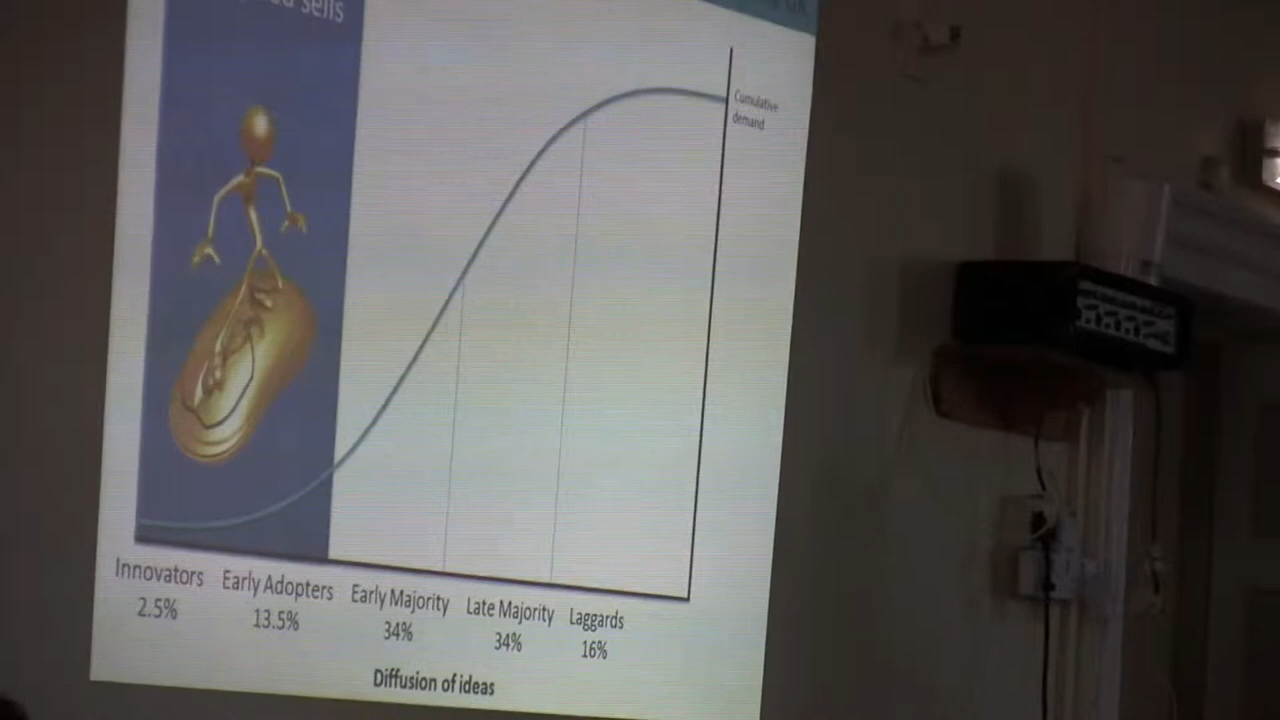 sells
Cumulative
demand
Innovators
2.5%
Early Adopters
13.5%
Early Majority
34%
Late Majority
34%
Laggards
16%
Diffusion of ideas